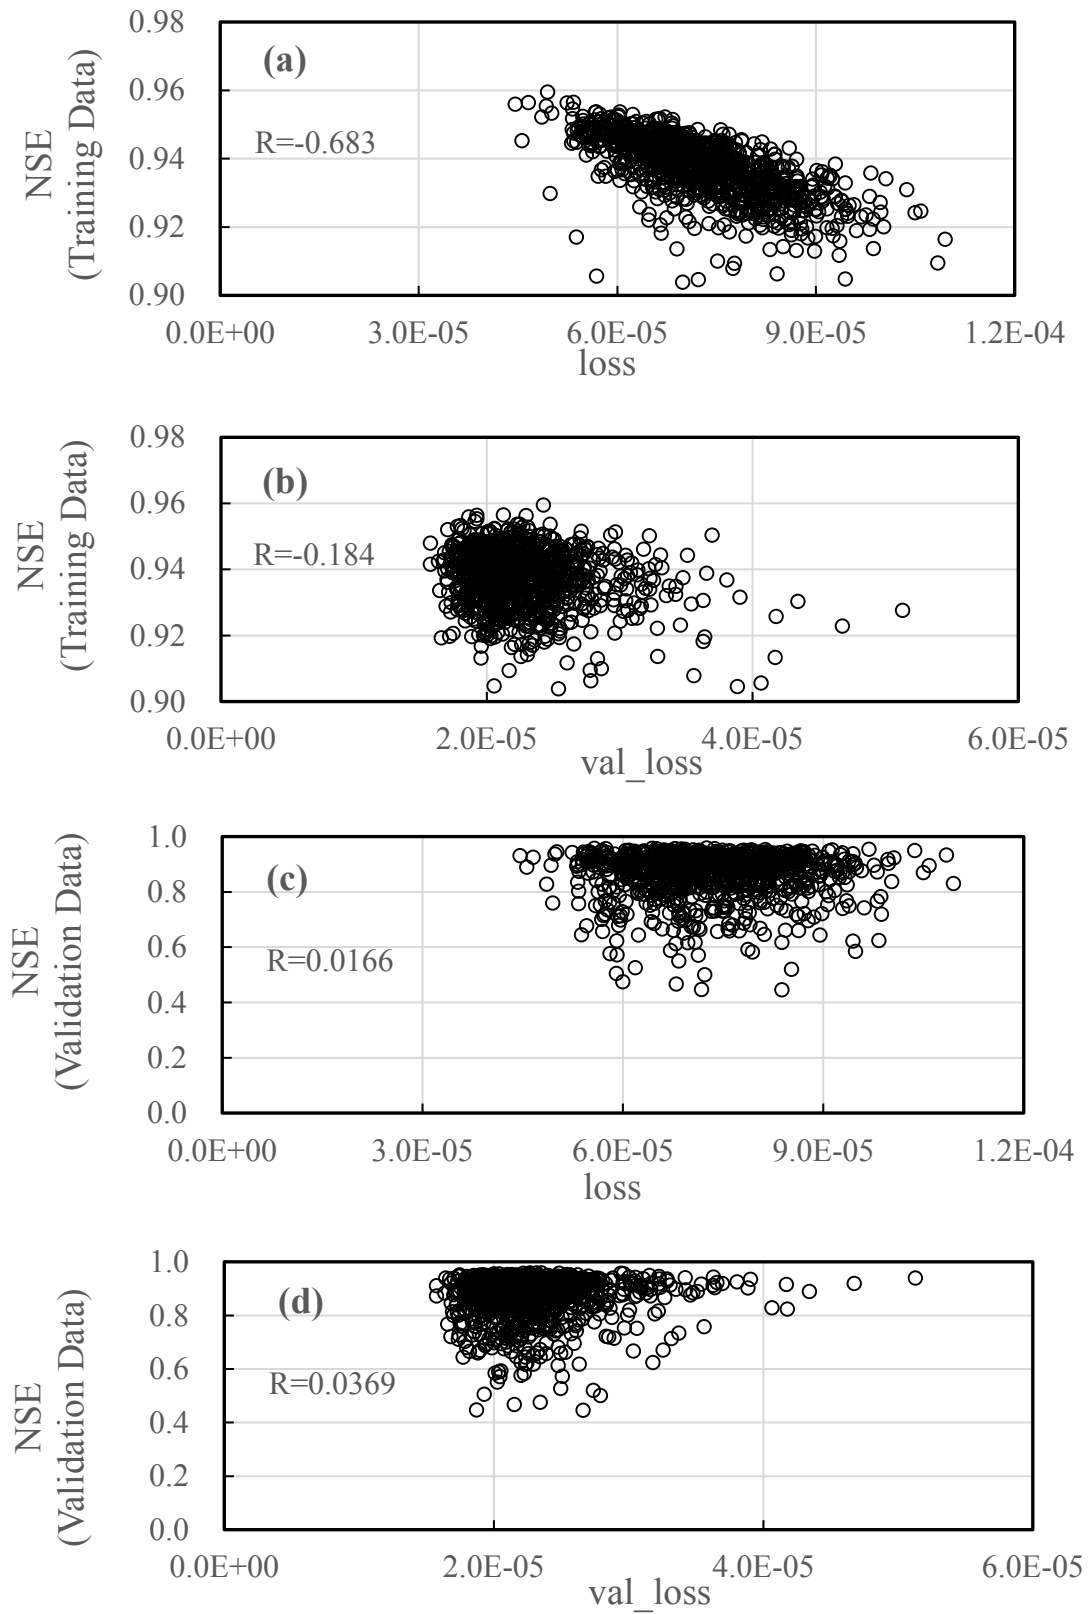 0.98
0.96
0.94
0.92
0.90
NSE
(Training Data)
(a)
R=-0.683
0.0E+00 3.0E-05 6.0E-05 9.0E-05 1.2E-04
loss
0.98
0.96
0.94
0.92
0.90
NSE
(Training Data)
(b)
R=-0.184
0.0E+00 2.0E-05 4.0E-05 6.0E-05
val_loss
1.0
0.8
0.6
0.4
0.2
0.0
NSE
(Validation Data)
(c)
R=0.0166
0.0E+00 3.0E-05 6.0E-05 9.0E-05 1.2E-04
loss
1.0
0.8
0.6
0.4
0.2
0.0
NSE
(Validation Data)
(d)
R=0.0369
0.0E+00 2.0E-05 4.0E-05 6.0E-05
val_loss